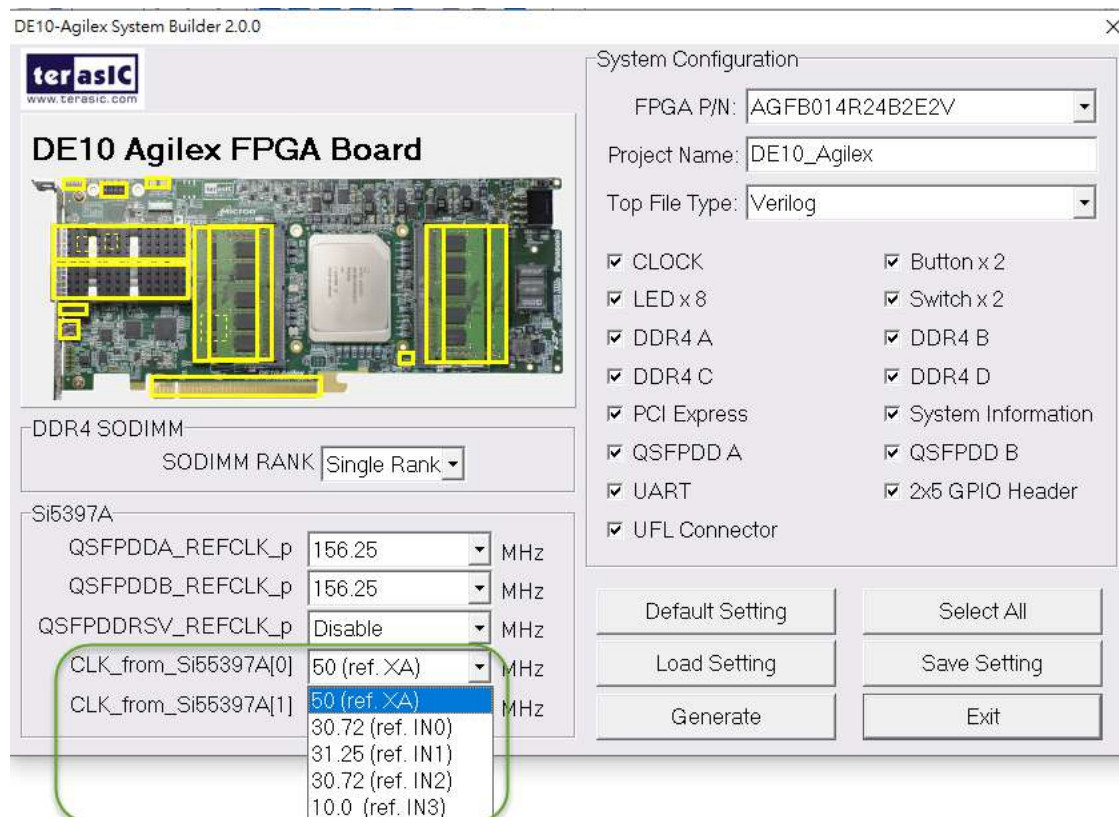 DE10-Agilex System Builder 2.0.0
terasIC
www.terasic.com
DE10 Agilex FPGA Board
DDR4 SODIMM
SODIMM RANK Single Rank
Si5397A
QSFPDDA_REFCLK_p 156.25 MHz
QSFPDDB_REFCLK_p 156.25 MHz
QSFPDDRSV_REFCLK_p Disable MHz
CLK_from_Si55397A[0] 50 (ref. XA) MHz
CLK_from_Si55397A[1] MHz
50 (ref. XA)
30.72 (ref. IN0)
31.25 (ref. IN1)
30.72 (ref. IN2)
10.0 (ref. IN3)
System Configuration
FPGA P/N: AGFB014R24B2E2V
Project Name: DE10_Agilex
Top File Type: Verilog
CLOCK Button x 2
LED x 8 Switch x 2
DDR4 A DDR4 B
DDR4 C DDR4 D
PCI Express System Information
QSFPDD A QSFPDD B
UART 2x5 GPIO Header
UFL Connector
Default Setting Select All
Load Setting Save Setting
Generate Exit